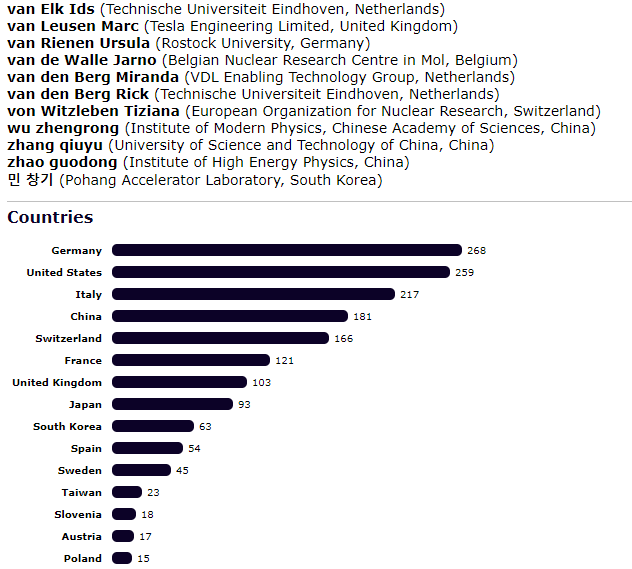 van Elk Ids (Technische Universiteit Eindhoven, Netherlands)
van Leusen Marc (Tesla Engineering Limited, United Kingdom)
van Rienen Ursula (Rostock University, Germany)
van de Walle Jarno (Belgian Nuclear Research Centre in Mol, Belgium)
van den Berg Miranda (VDL Enabling Technology Group, Netherlands)
van den Berg Rick (Technische Universiteit Eindhoven, Netherlands)
von Witzleben Tiziana (European Organization for Nuclear Research, Switzerland)
wu zhengrong (Institute of Modern Physics, Chinese Academy of Sciences, China)
zhang qiuyu (University of Science and Technology of China, China)
zhao guodong (Institute of High Energy Physics, China)
민 창기 (Pohang Accelerator Laboratory, South Korea)
Countries
Germany 268
United States 259
Italy 217
China 181
Switzerland 166
France 121
United Kingdom 103
Japan 93
South Korea 63
Spain 54
Sweden 45
Taiwan 23
Slovenia 18
Austria 17
Poland 15